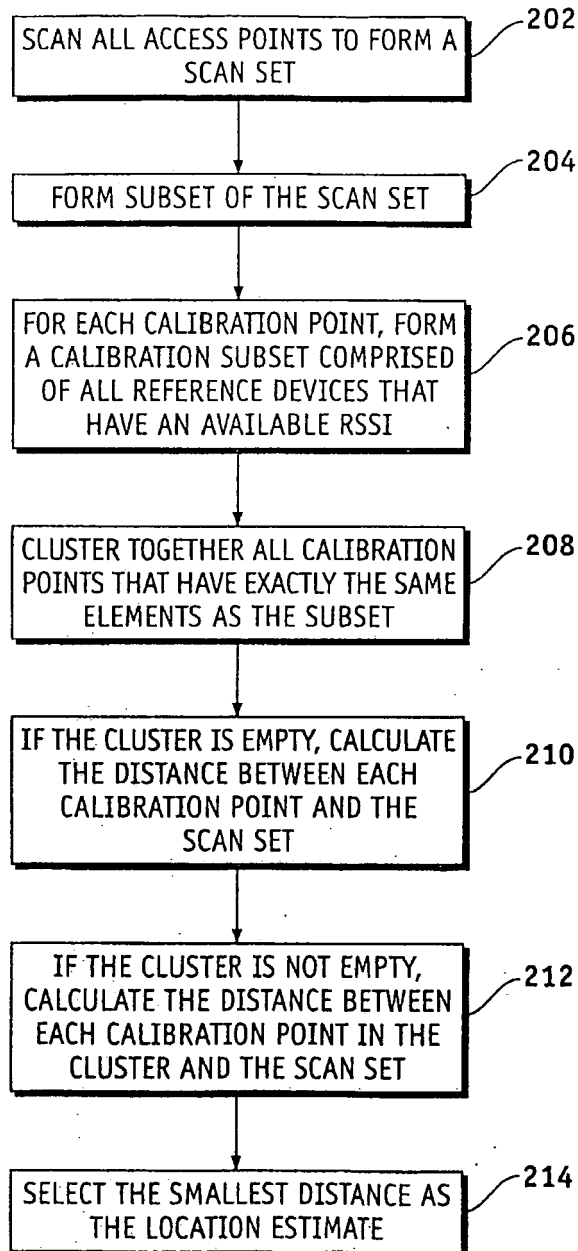 202
SCAN ALL ACCESS POINTS TO FORM A
SCAN SET
204
FORM SUBSET OF THE SCAN SET
206
FOR EACH CALIBRATION POINT, FORM
A CALIBRATION SUBSET COMPRISED
OF ALL REFERENCE DEVICES THAT
HAVE AN AVAILABLE RSSI
208
CLUSTER TOGETHER ALL CALIBRATION
POINTS THAT HAVE EXACTLY THE SAME
ELEMENTS AS THE SUBSET
210
IF THE CLUSTER IS EMPTY, CALCULATE
THE DISTANCE BETWEEN EACH
CALIBRATION POINT AND THE
SCAN SET
212
IF THE CLUSTER IS NOT EMPTY,
CALCULATE THE DISTANCE BETWEEN
EACH CALIBRATION POINT IN THE
CLUSTER AND THE SCAN SET
214
SELECT THE SMALLEST DISTANCE AS
THE LOCATION ESTIMATE